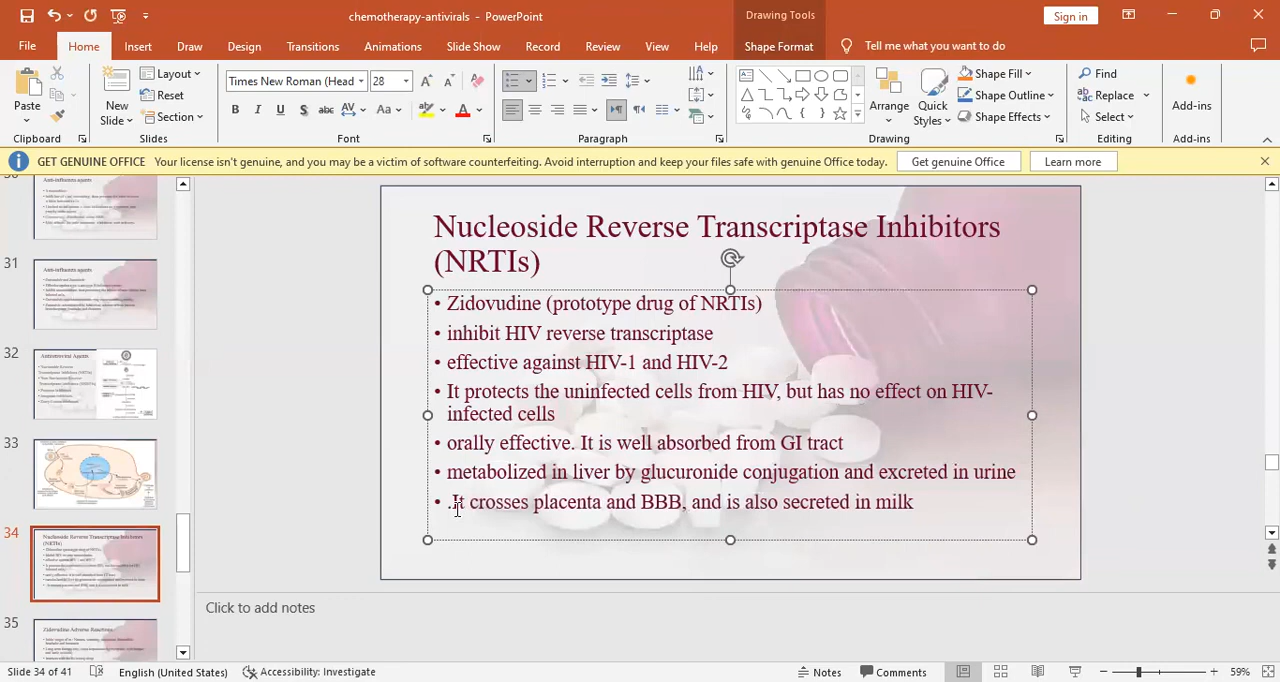 chemotherapy-antivirals - PowerPoint
Drawing Tools
Sign in
File Home Insert Draw Design Transitions Animations Slide Show Record Review View Help Shape Format Tell me what you want to do
Paste
New Slide
Layout
Reset
Section
Times New Roman (Head
28
Shape Fill
Shape Outline
Shape Effects
Arrange
Quick Styles
Find
Replace
Select
Add-ins
Clipboard Slides Font Paragraph Drawing Editing Add-ins
GET GENUINE OFFICE Your license isn't genuine, and you may be a victim of software counterfeiting. Avoid interruption and keep your files safe with genuine Office today. Get genuine Office Learn more
31
32
33
34
35
Nucleoside Reverse Transcriptase Inhibitors
(NRTIs)
• Zidovudine (prototype drug of NRTIs)
• inhibit HIV reverse transcriptase
• effective against HIV-1 and HIV-2
• It protects the uninfected cells from HIV, but has no effect on HIV-
infected cells
• orally effective. It is well absorbed from GI tract
• metabolized in liver by glucuronide conjugation and excreted in urine
• .It crosses placenta and BBB, and is also secreted in milk
Click to add notes
Slide 34 of 41 English (United States) Accessibility: Investigate Notes Comments 59%